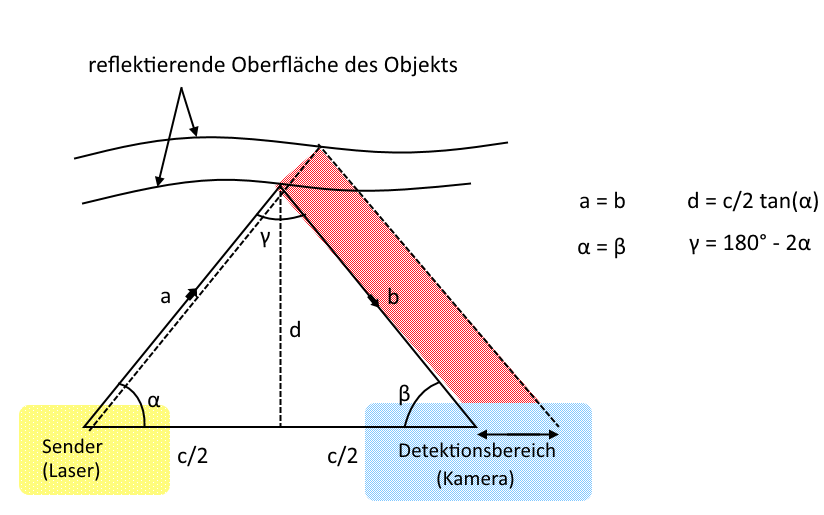 reflektierende Oberfläche des Objekts
a = b
d = c/2 tan(α)
α = β
γ = 180° - 2α
γ
a
b
d
α
β
Sender
(Laser)
c/2
c/2
Detektionsbereich
(Kamera)